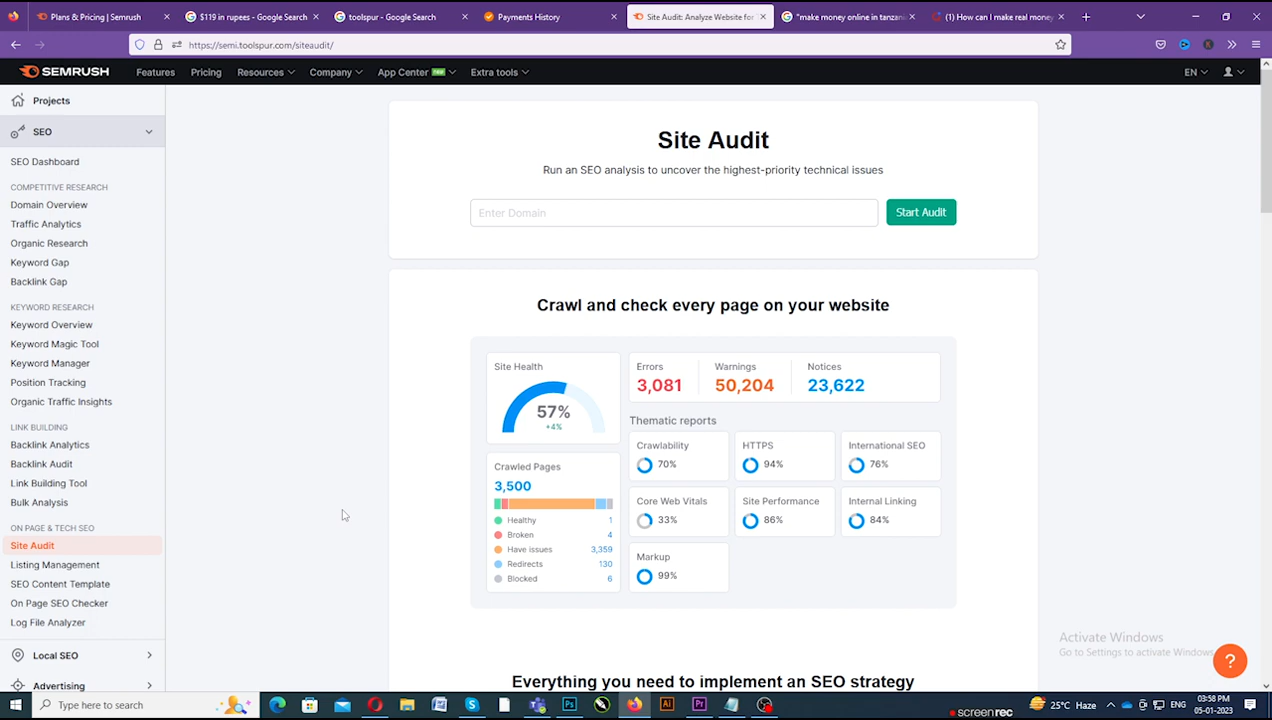 Plans & Pricing | Semrush
$119 in rupees - Google Search
toolspur - Google Search
Payments History
Site Audit: Analyze Website for
"make money online in tanzani
(1) How can I make real money
https://semi.toolspur.com/siteaudit/
SEMRUSH
Features
Pricing
Resources
Company
App Center
Extra tools
EN
Projects
SEO
SEO Dashboard
COMPETITIVE RESEARCH
Domain Overview
Traffic Analytics
Organic Research
Keyword Gap
Backlink Gap
KEYWORD RESEARCH
Keyword Overview
Keyword Magic Tool
Keyword Manager
Position Tracking
Organic Traffic Insights
LINK BUILDING
Backlink Analytics
Backlink Audit
Link Building Tool
Bulk Analysis
ON PAGE & TECH SEO
Site Audit
Listing Management
SEO Content Template
On Page SEO Checker
Log File Analyzer
Local SEO
Advertising
Site Audit
Run an SEO analysis to uncover the highest-priority technical issues
Enter Domain
Start Audit
Crawl and check every page on your website
Site Health
57%
+4%
Errors
3,081
Warnings
50,204
Notices
23,622
Thematic reports
Crawlability
70%
HTTPS
94%
International SEO
76%
Crawled Pages
3,500
Healthy 1
Broken 4
Have issues 3,359
Redirects 130
Blocked 6
Core Web Vitals
33%
Site Performance
86%
Internal Linking
84%
Markup
99%
Everything you need to implement an SEO strategy
Activate Windows
Go to Settings to activate Windows.
?
Type here to search
screenrec
25°C Haze
03:58 PM
05-01-2023